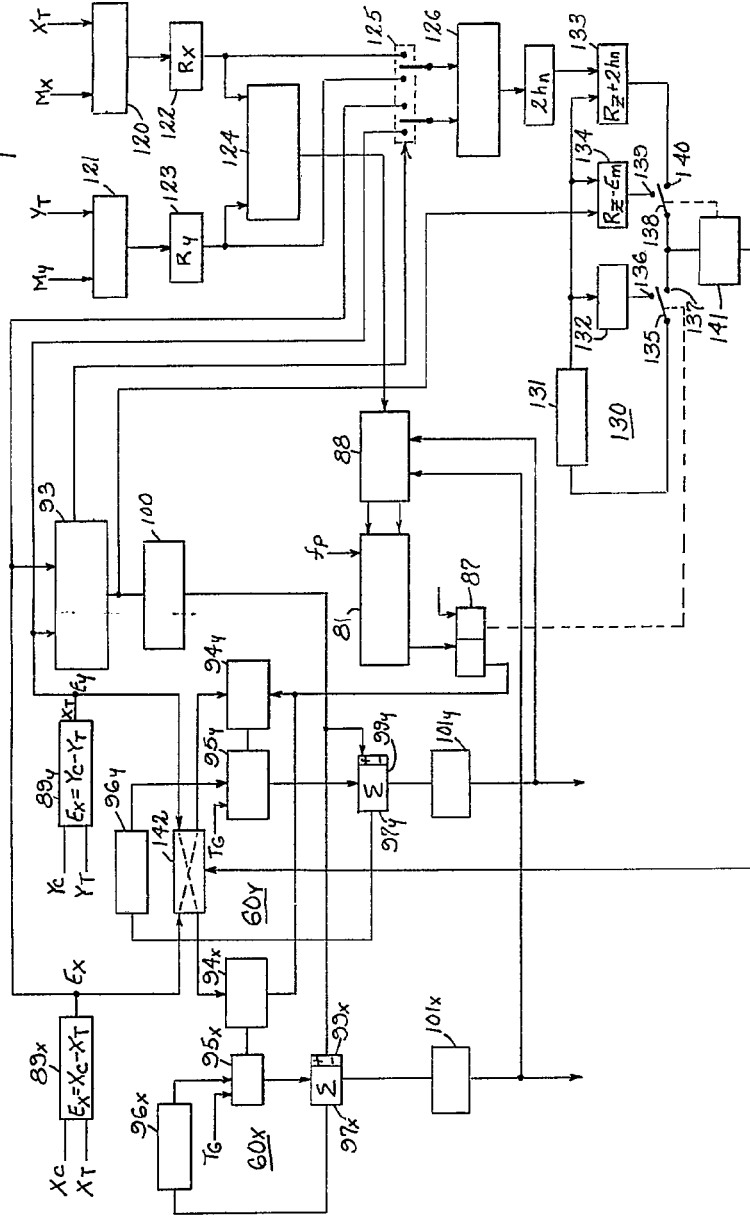 XT
MX
120
RX
122
YT
MY
121
123
RY
124
125
126
2hn
133
RZ+2hn
134
RZ-Em
139
140
138
136
132
135
137
141
131
130
93
100
88
fP
81
87
Ey
XT
89y
EX=YC-YT
YC
YT
96y
142
94y
95y
TG
60Y
Σ
+ -
99y
97y
101y
EX
89x
EX=XC-XT
XC
XT
96x
94x
95x
TG
60X
Σ
+ -
99x
97x
101x